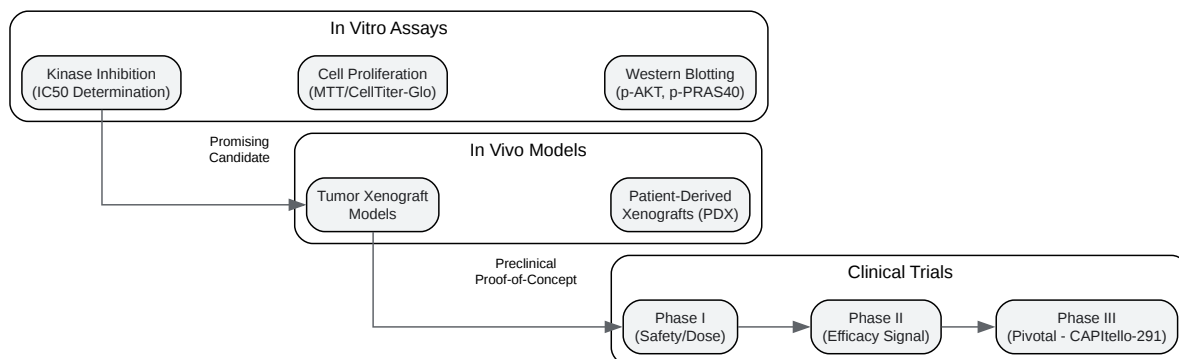 In Vitro Assays
Kinase Inhibition
(IC50 Determination)
Cell Proliferation
(MTT/CellTiter-Glo)
Western Blotting
(p-AKT, p-PRAS40)
Promising
Candidate
In Vivo Models
Tumor Xenograft
Models
Patient-Derived
Xenografts (PDX)
Preclinical
Proof-of-Concept
Clinical Trials
Phase I
(Safety/Dose)
Phase II
(Efficacy Signal)
Phase III
(Pivotal - CAPItello-291)